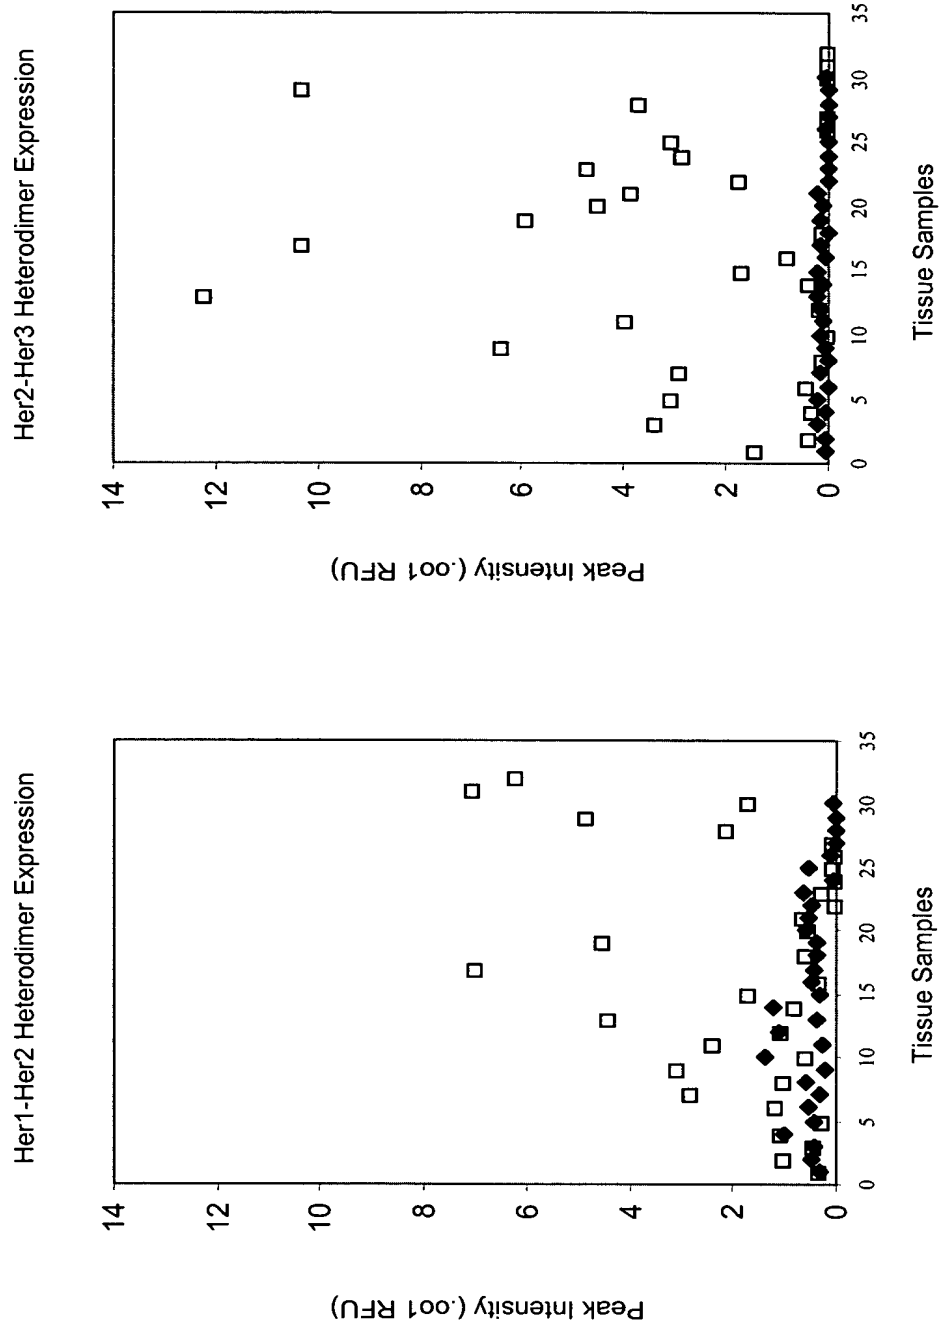 Her1-Her2 Heterodimer Expression
Peak Intensity (.oo1 RFU)
14
12
10
8
6
4
2
0
0 5 10 15 20 25 30 35
Tissue Samples
Her2-Her3 Heterodimer Expression
Peak Intensity (.oo1 RFU)
14
12
10
8
6
4
2
0
0 5 10 15 20 25 30 35
Tissue Samples